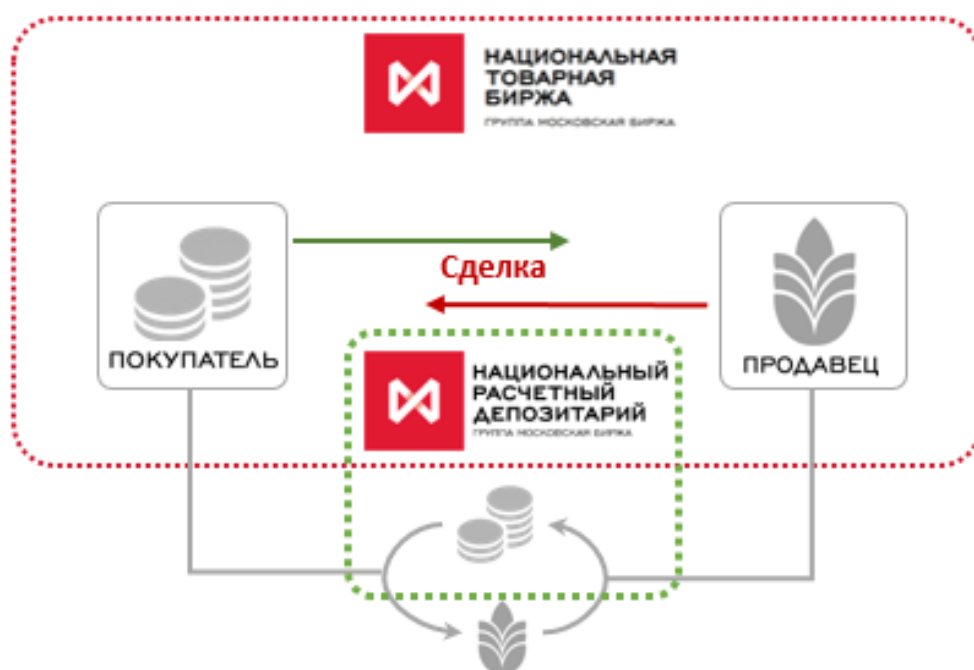 НАЦИОНАЛЬНАЯ
ТОВАРНАЯ
БИРЖА
ГРУППА МОСКОВСКАЯ БИРЖА
Сделка
ПОКУПАТЕЛЬ
ПРОДАВЕЦ
НАЦИОНАЛЬНЫЙ
РАСЧЕТНЫЙ
ДЕПОЗИТАРИЙ
ГРУППА МОСКОВСКАЯ БИРЖА